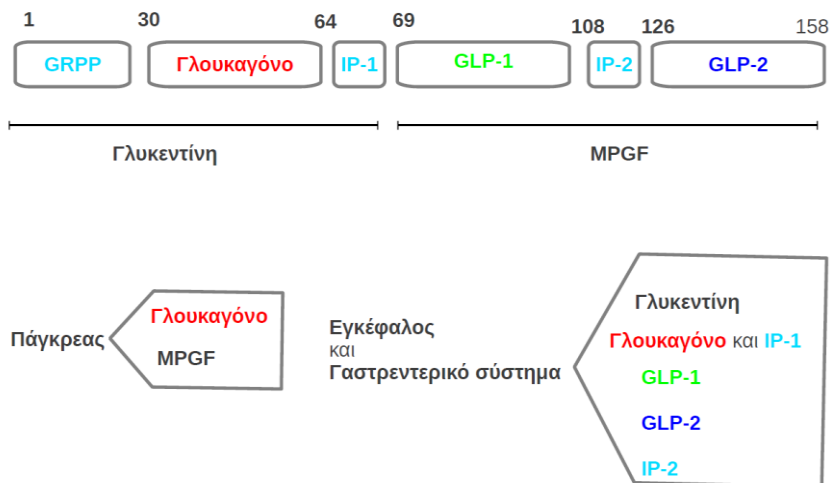 1 30 64 69 108 126 158
GRPP Γλουκαγόνο IP-1 GLP-1 IP-2 GLP-2
Γλυκεντίνη MPGF
Πάγκρεας
Γλουκαγόνο
MPGF
Εγκέφαλος
και
Γαστρεντερικό σύστημα
Γλυκεντίνη
Γλουκαγόνο και IP-1
GLP-1
GLP-2
IP-2